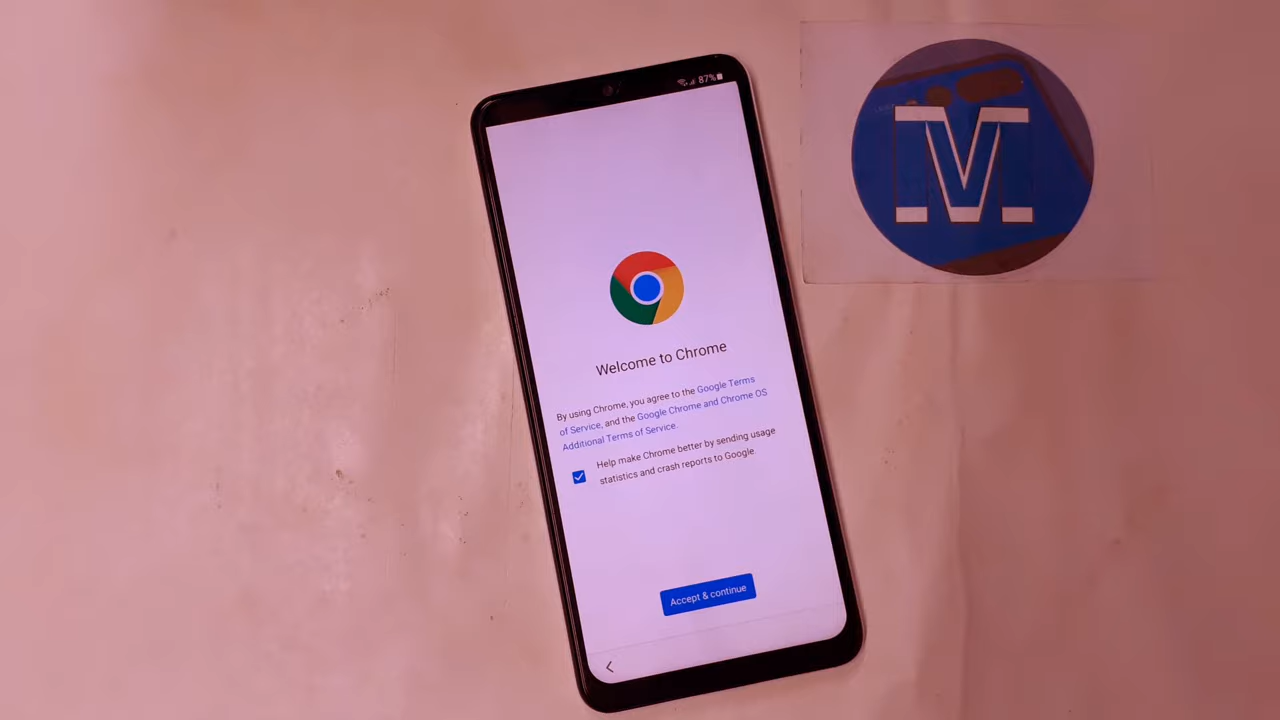 87%
M
Welcome to Chrome
By using Chrome, you agree to the Google Terms
of Service, and the Google Chrome and Chrome OS
Additional Terms of Service.
Help make Chrome better by sending usage
statistics and crash reports to Google.
Accept & continue